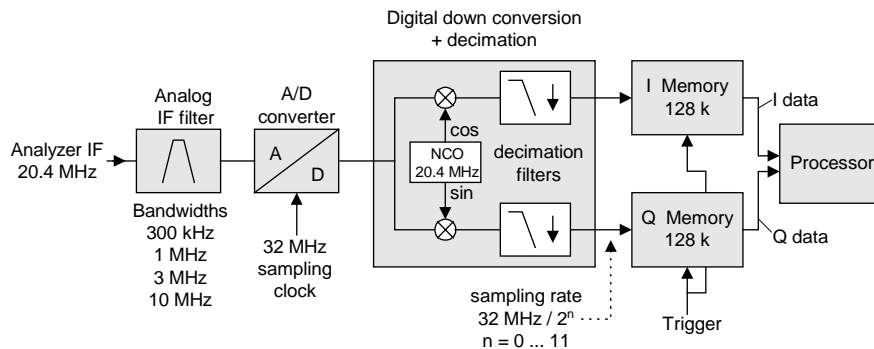 Digital down conversion
+ decimation
Analog
IF filter
A/D
converter
Analyzer IF
20.4 MHz
A
D
cos
NCO
20.4 MHz
sin
decimation
filters
I Memory
128 k
I data
Processor
Q Memory
128 k
Q data
Bandwidths
300 kHz
1 MHz
3 MHz
10 MHz
32 MHz
sampling
clock
sampling rate
32 MHz / 2ⁿ
n = 0 ... 11
Trigger